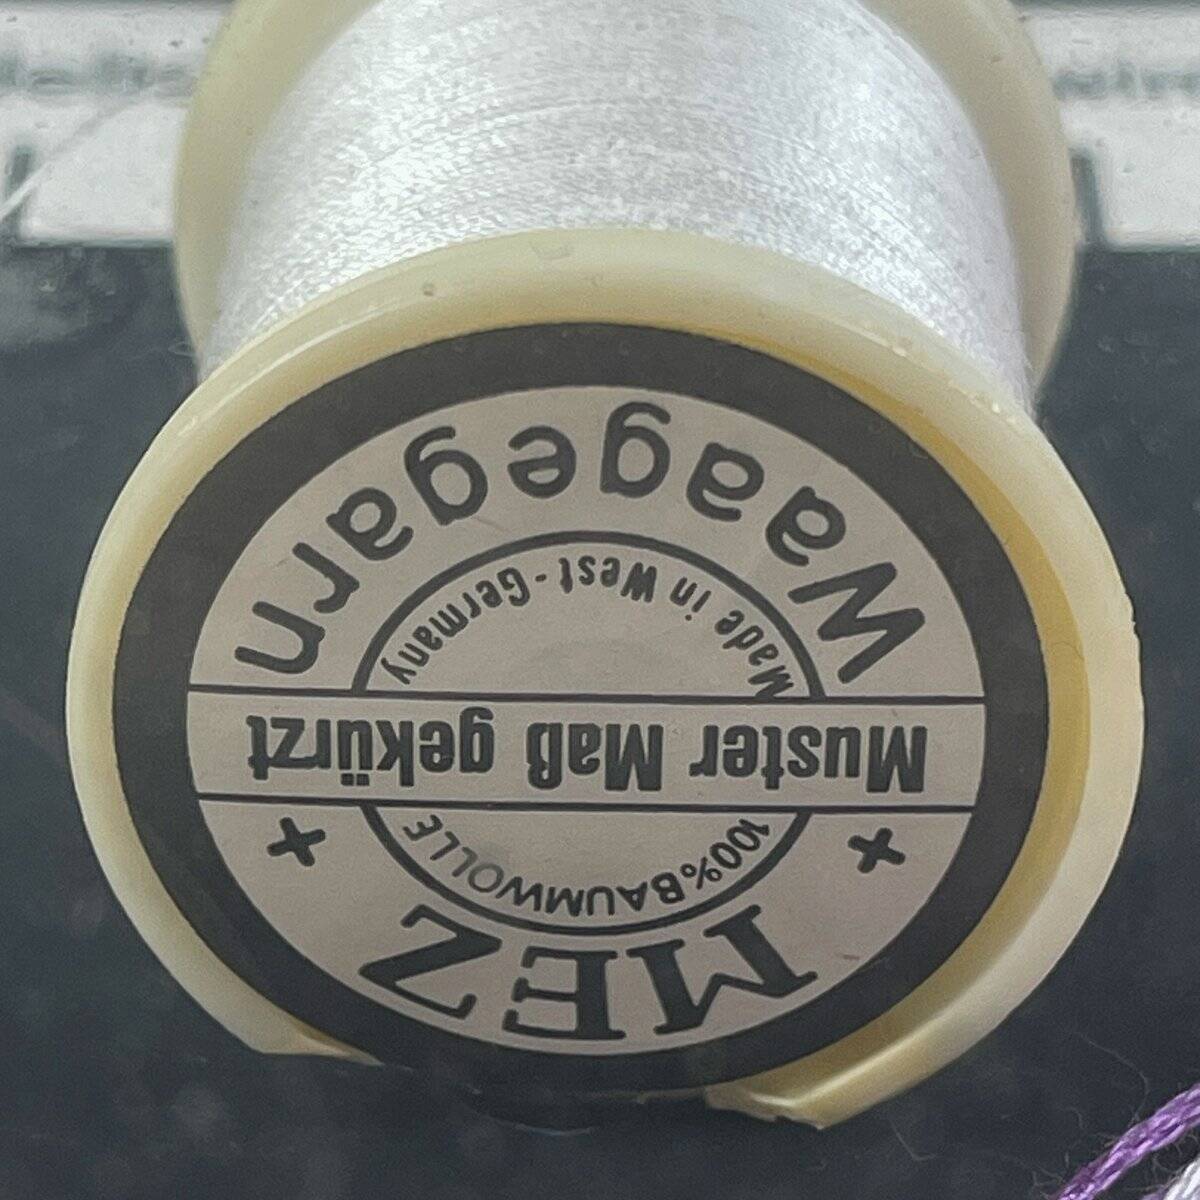 MEZ
100%BAUMWOLLE
Muster Maß gekürzt
Made in West-Germany
Waagegarn